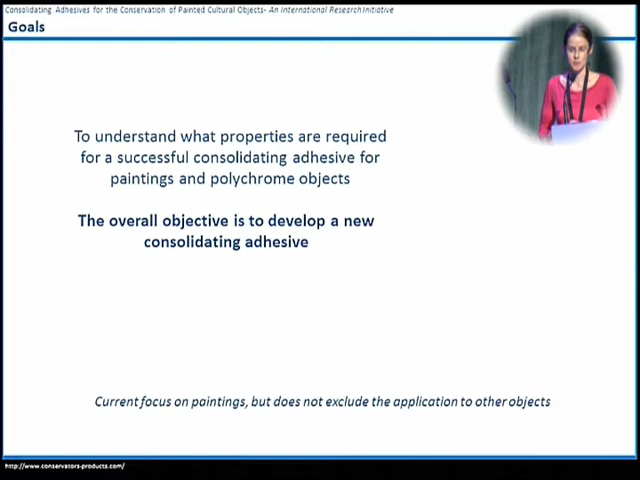 Consolidating Adhesives for the Conservation of Painted Cultural Objects- An International Research Initiative
Goals
To understand what properties are required
for a successful consolidating adhesive for
paintings and polychrome objects
The overall objective is to develop a new
consolidating adhesive
Current focus on paintings, but does not exclude the application to other objects
http://www.conservators-products.com/